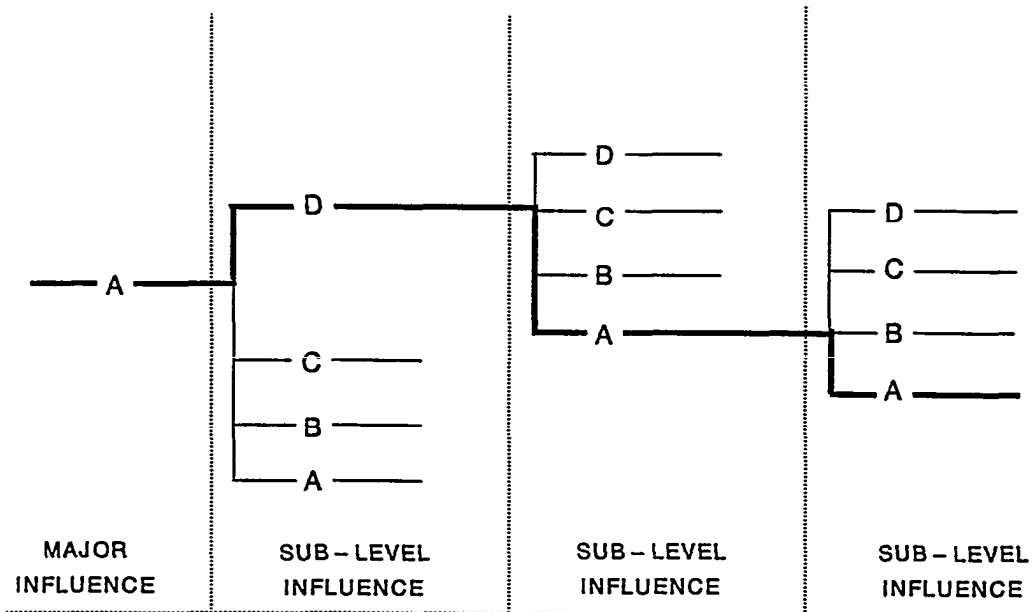 D
D
C
D
A
B
C
A
B
C
A
B
A
MAJOR
INFLUENCE
SUB – LEVEL
INFLUENCE
SUB – LEVEL
INFLUENCE
SUB – LEVEL
INFLUENCE